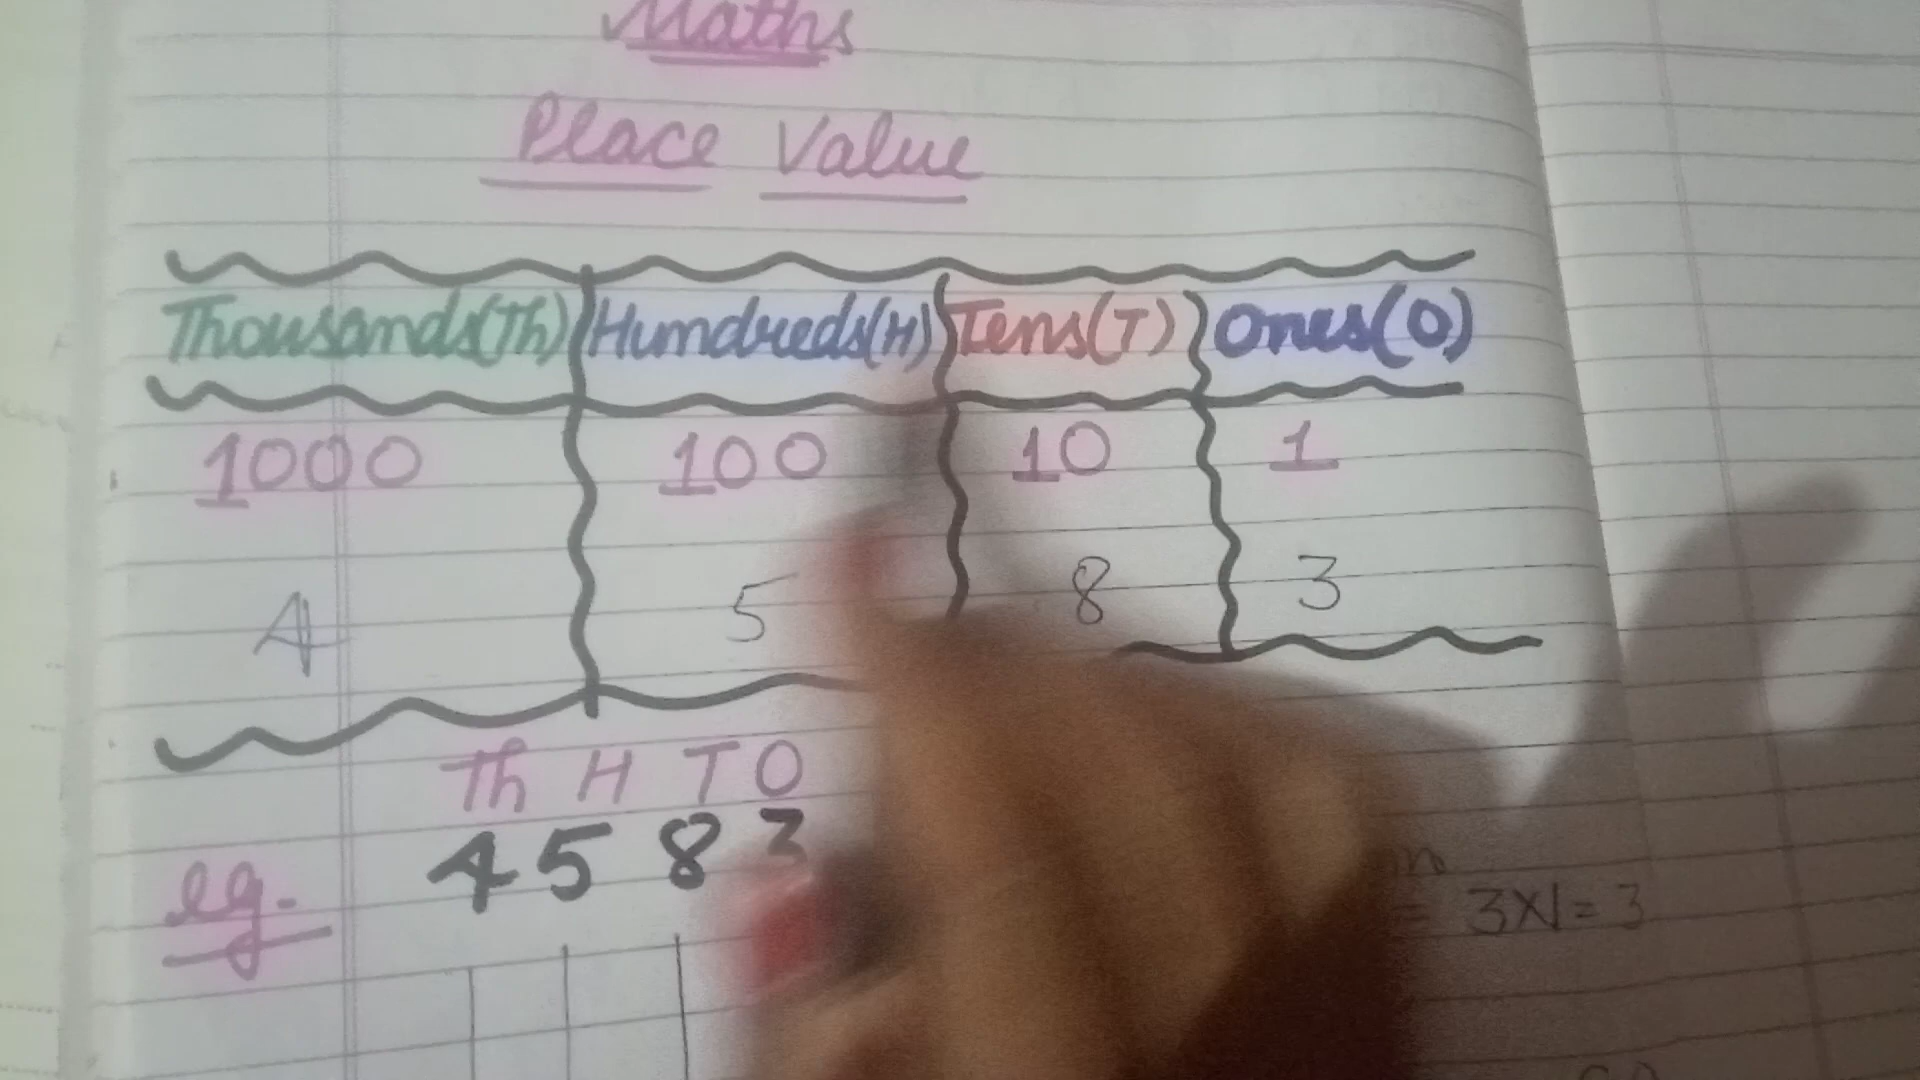 Maths
Place Value
Thousands(Th) Hundreds(H) Tens(T) Ones(O)
1000 100 10 1
4 5 8 3
Th H T O
eg. 4 5 8 3
= 3X1=3